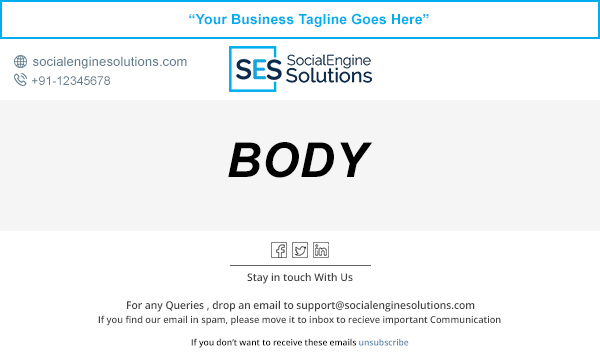 “Your Business Tagline Goes Here”
socialenginesolutions.com
+91-12345678
SES SocialEngine Solutions
BODY
Stay in touch With Us
For any Queries , drop an email to support@socialenginesolutions.com
If you find our email in spam, please move it to inbox to recieve important Communication
If you don’t want to receive these emails unsubscribe